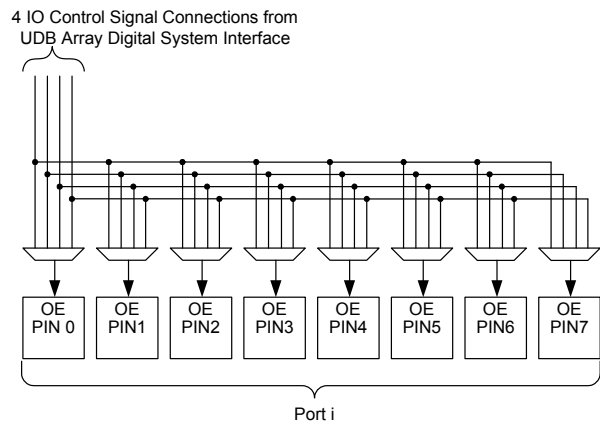 4 IO Control Signal Connections from
UDB Array Digital System Interface
OE OE OE OE OE OE OE OE
PIN 0 PIN1 PIN2 PIN3 PIN4 PIN5 PIN6 PIN7
Port i